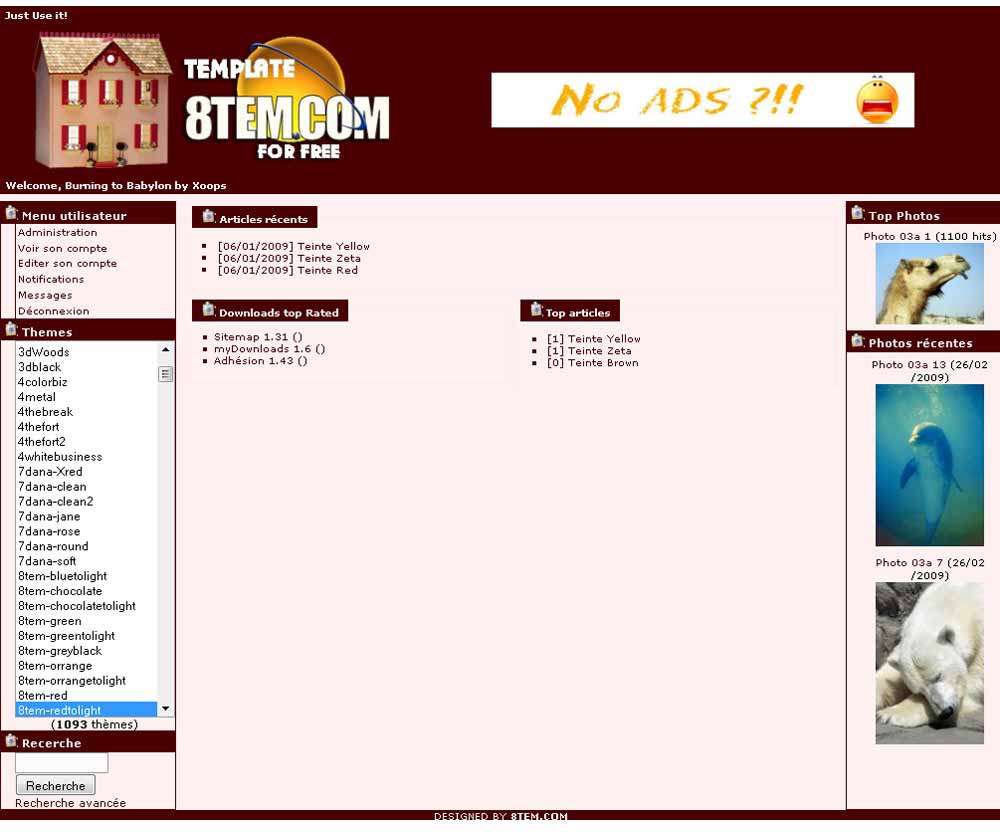 Just Use it!
TEMPLATE
8TEM.COM
FOR FREE
No ADS ?!!
Welcome, Burning to Babylon by Xoops
Menu utilisateur
Administration
Voir son compte
Editer son compte
Notifications
Messages
Déconnexion
Themes
3dWoods
3dblack
4colorbiz
4metal
4thebreak
4thefort
4thefort2
4whitebusiness
7dana-Xred
7dana-clean
7dana-clean2
7dana-jane
7dana-rose
7dana-round
7dana-soft
8tem-bluetolight
8tem-chocolate
8tem-chocolatetolight
8tem-green
8tem-greentolight
8tem-greyblack
8tem-orrange
8tem-orrangetolight
8tem-red
8tem-redtolight
(1093 thèmes)
Recerche
Recherche
Recherche avancée
Articles récents
[06/01/2009] Teinte Yellow
[06/01/2009] Teinte Zeta
[06/01/2009] Teinte Red
Downloads top Rated
Sitemap 1.31 ()
myDownloads 1.6 ()
Adhésion 1.43 ()
Top articles
[1] Teinte Yellow
[1] Teinte Zeta
[0] Teinte Brown
Top Photos
Photo 03a 1 (1100 hits)
Photos récentes
Photo 03a 13 (26/02
/2009)
Photo 03a 7 (26/02
/2009)
DESIGNED BY 8TEM.COM